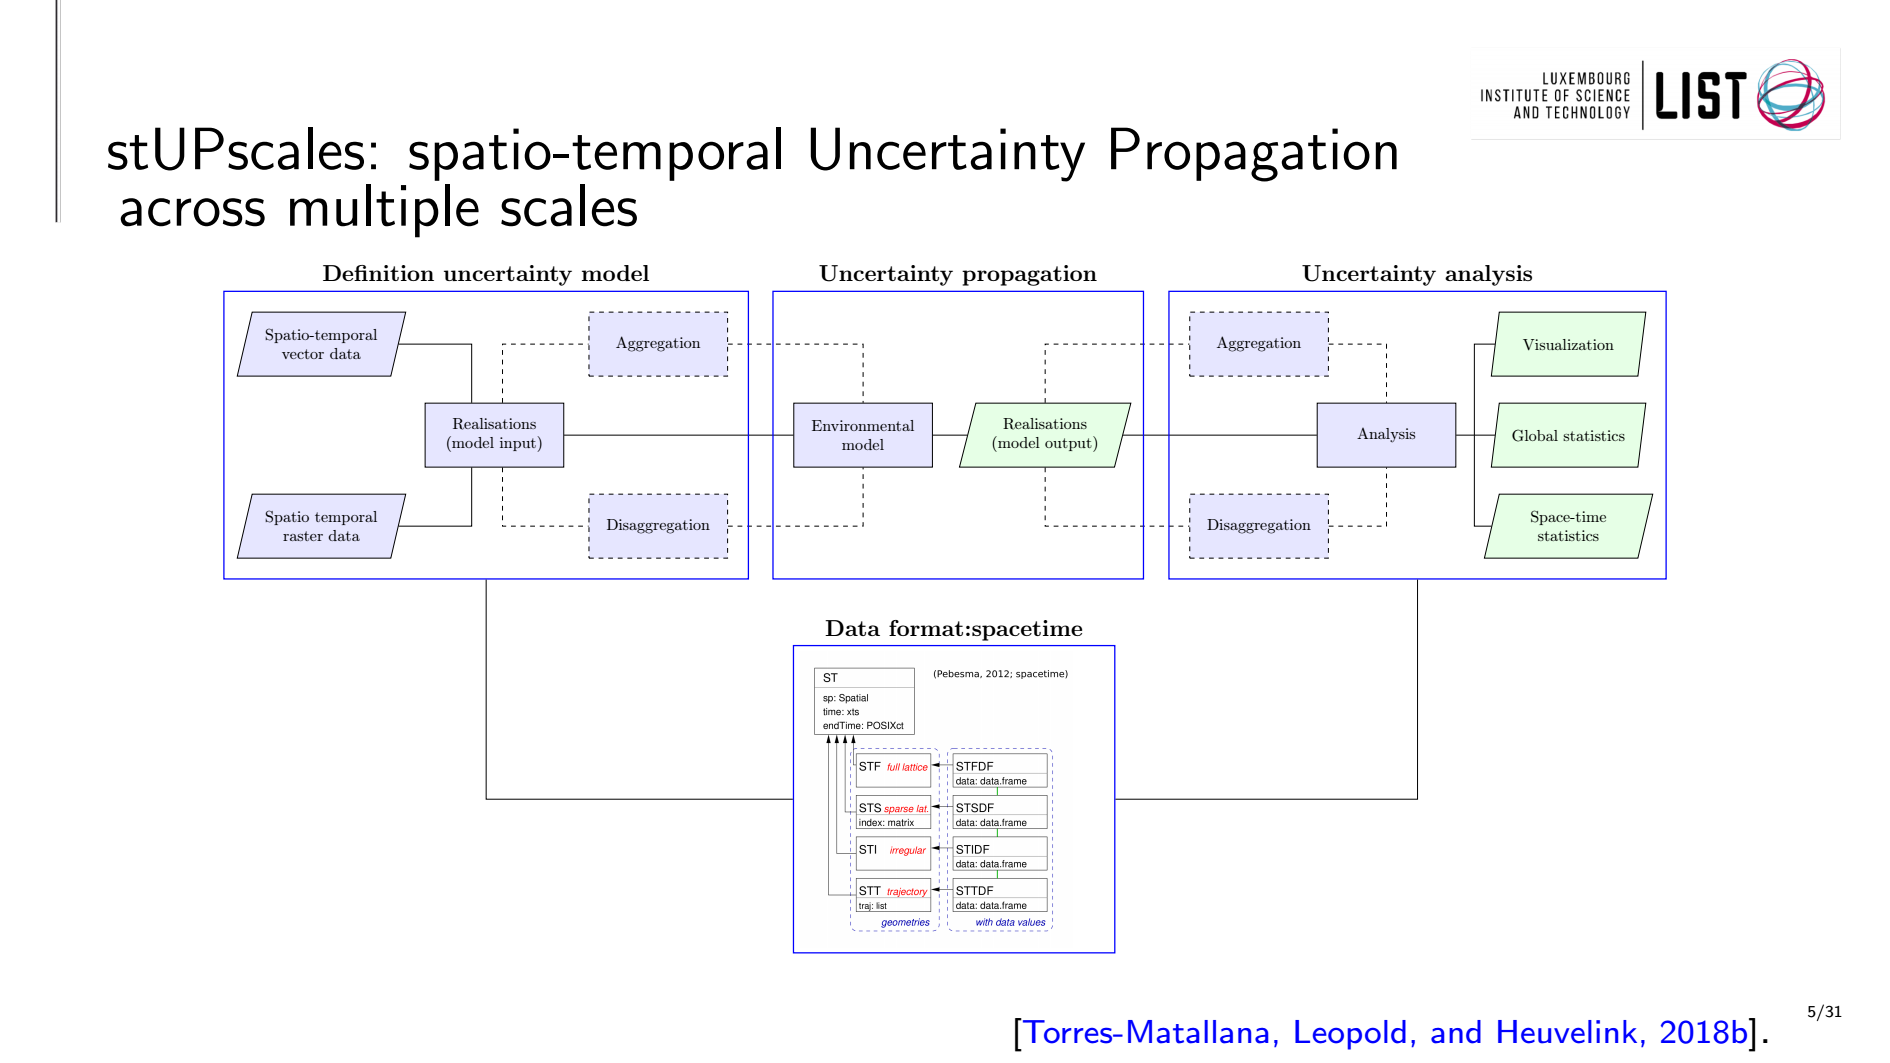 LUXEMBOURG
INSTITUTE OF SCIENCE
AND TECHNOLOGY
LIST
stUPscales: spatio-temporal Uncertainty Propagation
across multiple scales
Definition uncertainty model
Uncertainty propagation
Uncertainty analysis
Spatio-temporal
vector data
Aggregation
Realisations
(model input)
Spatio temporal
raster data
Disaggregation
Environmental
model
Realisations
(model output)
Aggregation
Disaggregation
Analysis
Visualization
Global statistics
Space-time
statistics
Data format:spacetime
(Pebesma, 2012; spacetime)
ST
sp: Spatial
time: xts
endTime: POSIXct
STF full lattice
STFDF
data: data.frame
STS sparse lat.
index: matrix
STSDF
data: data.frame
STI irregular
STIDF
data: data.frame
STT trajectory
traj: list
STTDF
data: data.frame
geometries
with data values
5/31
[Torres-Matallana, Leopold, and Heuvelink, 2018b].